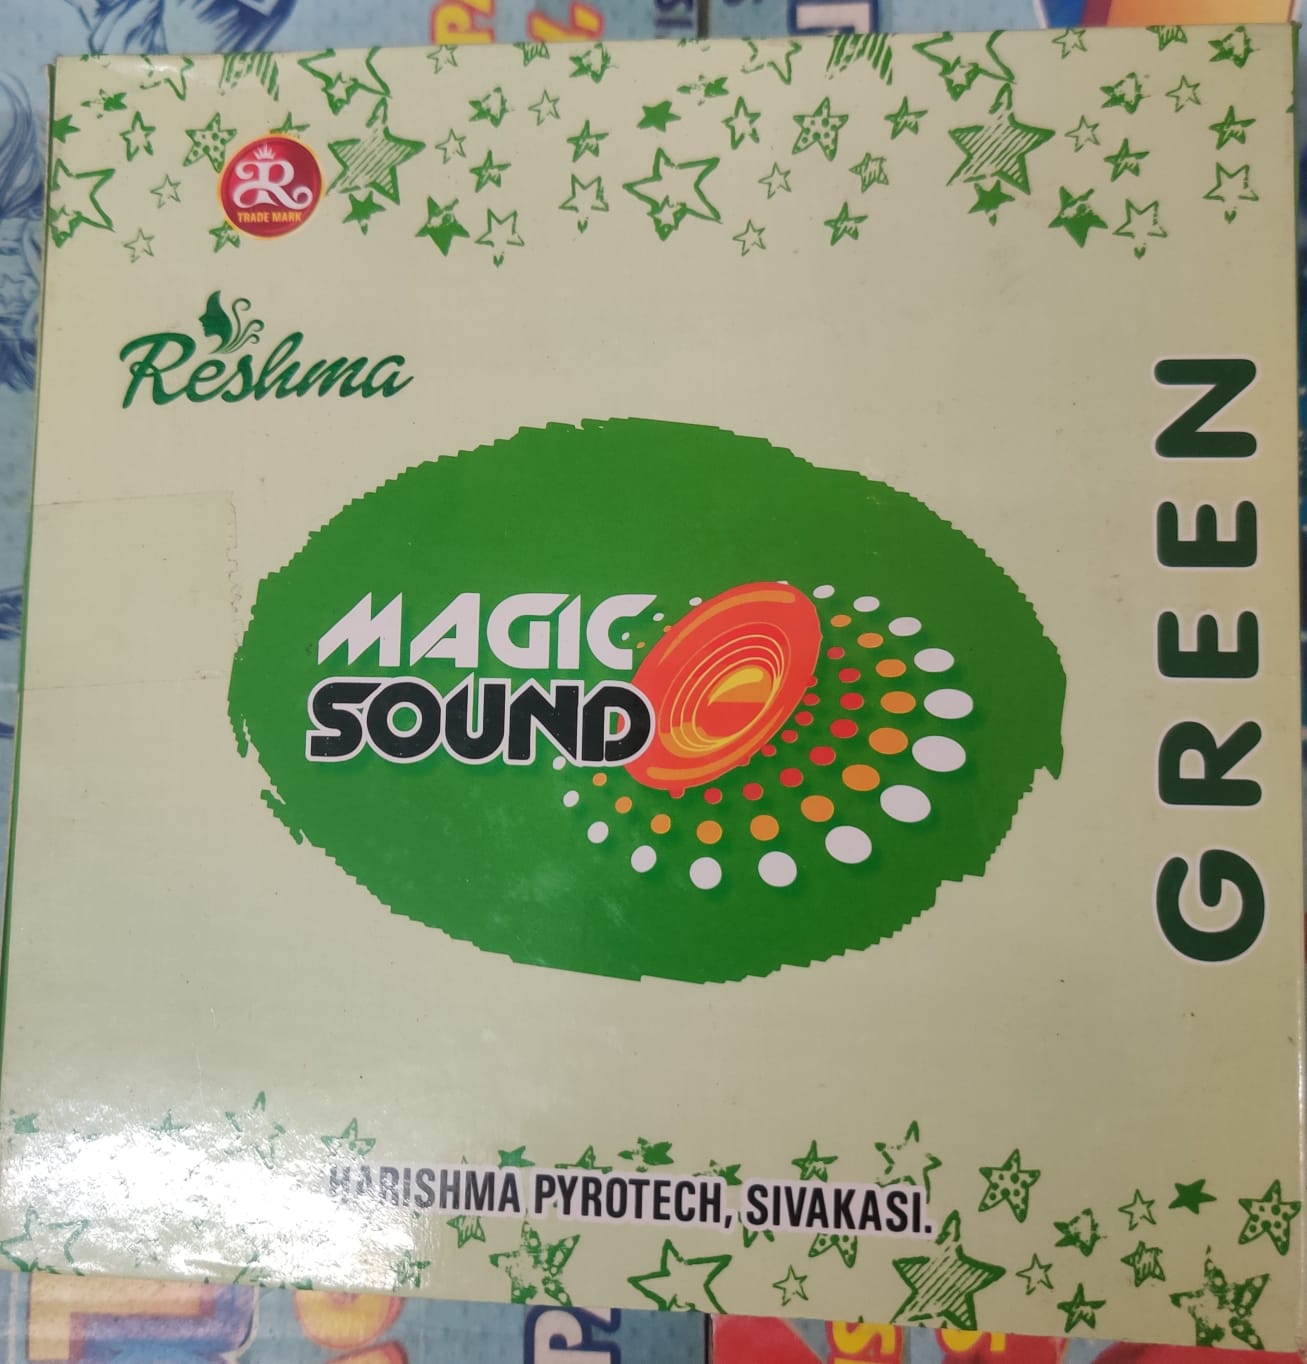 R
TRADE MARK
Reshma
MAGIC
SOUND
GREEN
HARISHMA PYROTECH, SIVAKASI.